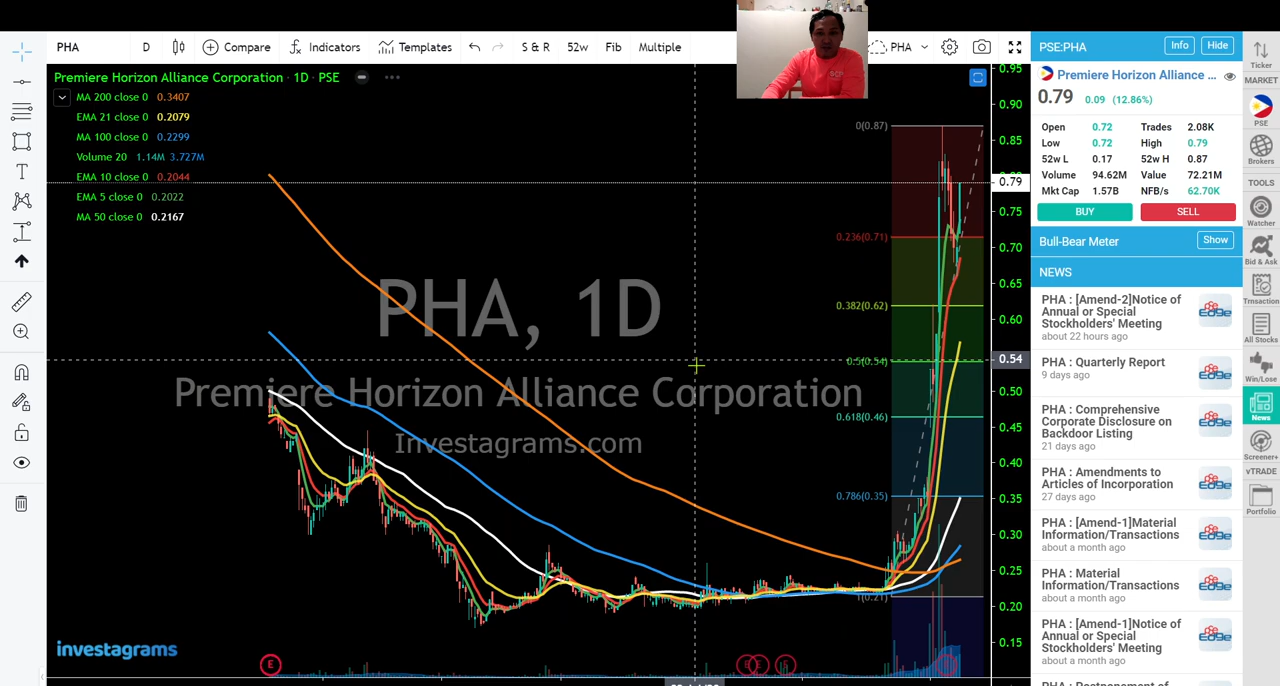 PHA D Compare Indicators Templates S & R 52w Fib Multiple PHA
Premiere Horizon Alliance Corporation · 1D · PSE
MA 200 close 0 0.3407
EMA 21 close 0 0.2079
MA 100 close 0 0.2299
Volume 20 1.14M 3.727M
EMA 10 close 0 0.2044
EMA 5 close 0 0.2022
MA 50 close 0 0.2167
PHA, 1D
Premiere Horizon Alliance Corporation
Investagrams.com
investagrams
E
0(0.87)
0.236(0.71)
0.382(0.62)
0.5(0.54)
0.618(0.46)
0.786(0.35)
1(0.21)
0.95
0.90
0.85
0.79
0.75
0.70
0.65
0.60
0.54
0.50
0.45
0.40
0.35
0.30
0.25
0.20
0.15
PSE:PHA Info Hide
Premiere Horizon Alliance ...
0.79 0.09 (12.86%)
Open 0.72 Trades 2.08K
Low 0.72 High 0.79
52w L 0.17 52w H 0.87
Volume 94.62M Value 72.21M
Mkt Cap 1.57B NFB/s 62.70K
BUY SELL
Bull-Bear Meter Show
NEWS
PHA : [Amend-2]Notice of
Annual or Special
Stockholders' Meeting
about 22 hours ago
PHA : Quarterly Report
9 days ago
PHA : Comprehensive
Corporate Disclosure on
Backdoor Listing
21 days ago
PHA : Amendments to
Articles of Incorporation
27 days ago
PHA : [Amend-1]Material
Information/Transactions
about a month ago
PHA : Material
Information/Transactions
about a month ago
PHA : [Amend-1]Notice of
Annual or Special
Stockholders' Meeting
about a month ago
Ticker
MARKET
PSE
Brokers
TOOLS
Watcher
Bid & Ask
Trnsaction
All Stocks
Win/Lose
News
Screener+
vTRADE
Portfolio